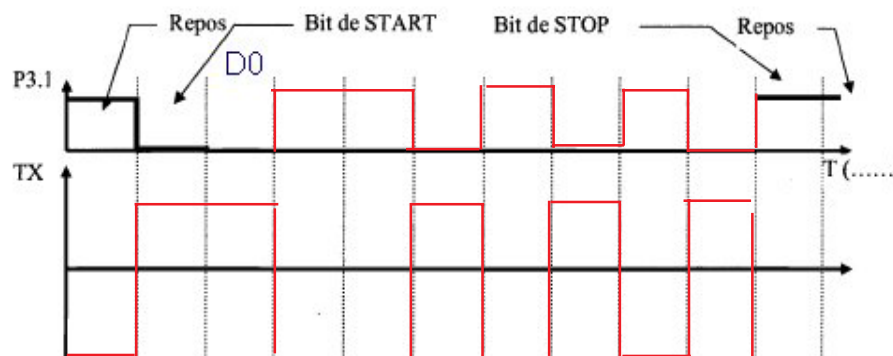 Repos Bit de START Bit de STOP Repos
D0
P3.1
TX T (......